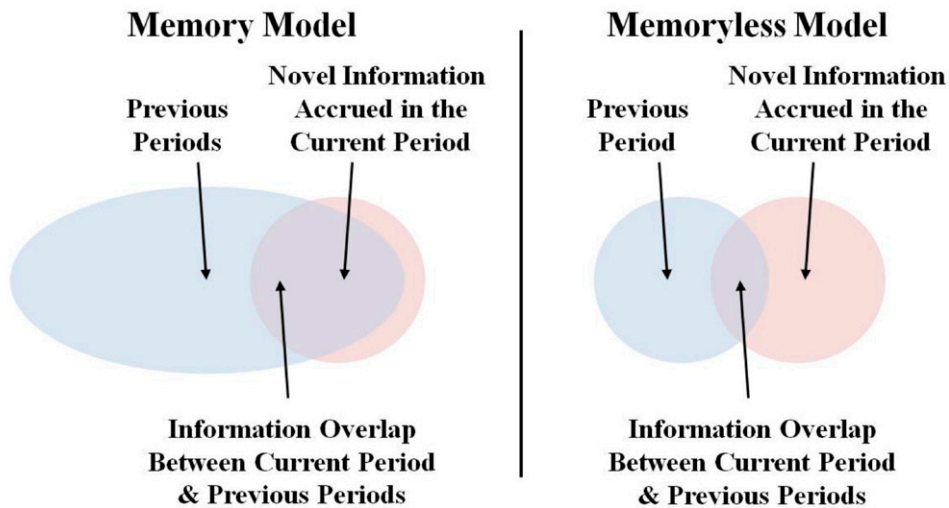 Memory Model
Previous
Periods
Novel Information
Accrued in the
Current Period
Information Overlap
Between Current Period
& Previous Periods
Memoryless Model
Previous
Period
Novel Information
Accrued in the
Current Period
Information Overlap
Between Current Period
& Previous Periods